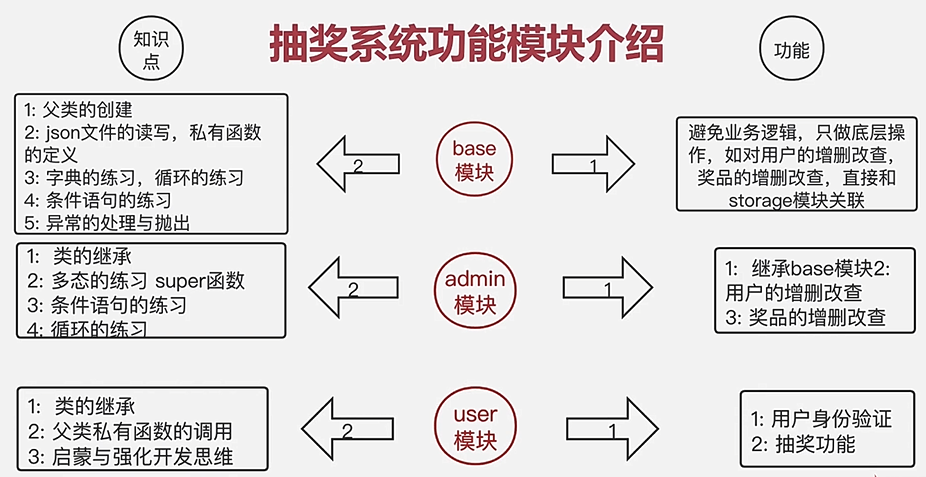 抽奖系统功能模块介绍
知识
点
功能
1: 父类的创建
2: json文件的读写，私有函数
的定义
3: 字典的练习，循环的练习
4: 条件语句的练习
5: 异常的处理与抛出
2
base
模块
1
避免业务逻辑，只做底层操
作，如对用户的增删改查，
奖品的增删改查，直接和
storage模块关联
1: 类的继承
2: 多态的练习 super函数
3: 条件语句的练习
4: 循环的练习
2
admin
模块
1
1: 继承base模块2:
用户的增删改查
3: 奖品的增删改查
1: 类的继承
2: 父类私有函数的调用
3: 启蒙与强化开发思维
2
user
模块
1
1: 用户身份验证
2: 抽奖功能